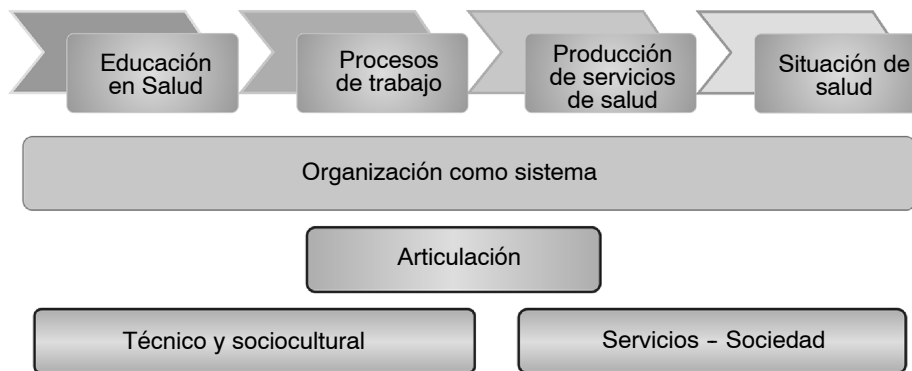 Educación
en Salud
Procesos
de trabajo
Producción
de servicios
de salud
Situación de
salud
Organización como sistema
Articulación
Técnico y sociocultural
Servicios – Sociedad